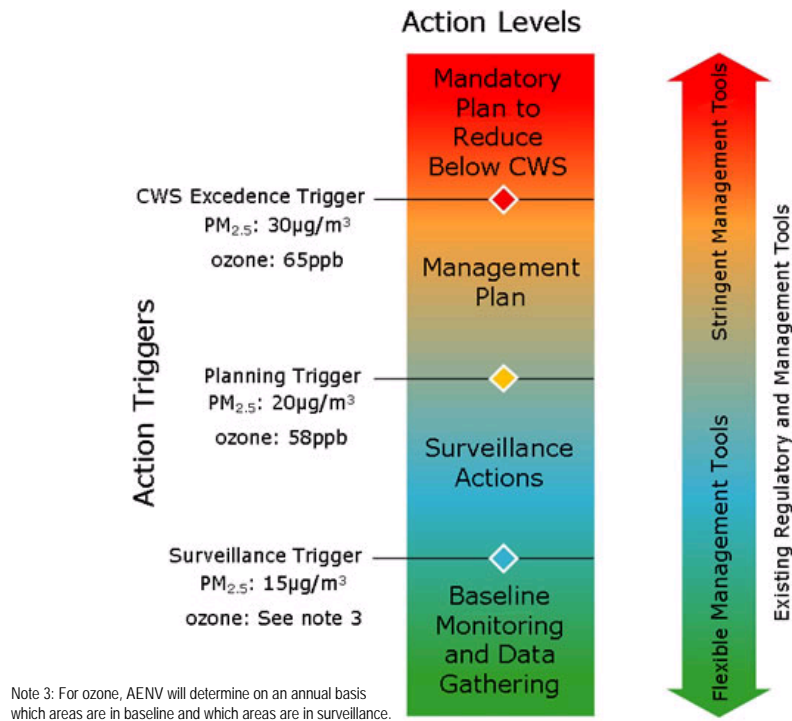 Action Levels
Mandatory
Plan to
Reduce
Below CWS
CWS Excedence Trigger
PM2.5: 30µg/m³
ozone: 65ppb
Management
Plan
Planning Trigger
PM2.5: 20µg/m³
ozone: 58ppb
Surveillance
Actions
Surveillance Trigger
PM2.5: 15µg/m³
ozone: See note 3
Baseline
Monitoring
and Data
Gathering
Action Triggers
Stringent Management Tools
Flexible Management Tools
Existing Regulatory and Management Tools
Note 3: For ozone, AENV will determine on an annual basis
which areas are in baseline and which areas are in surveillance.